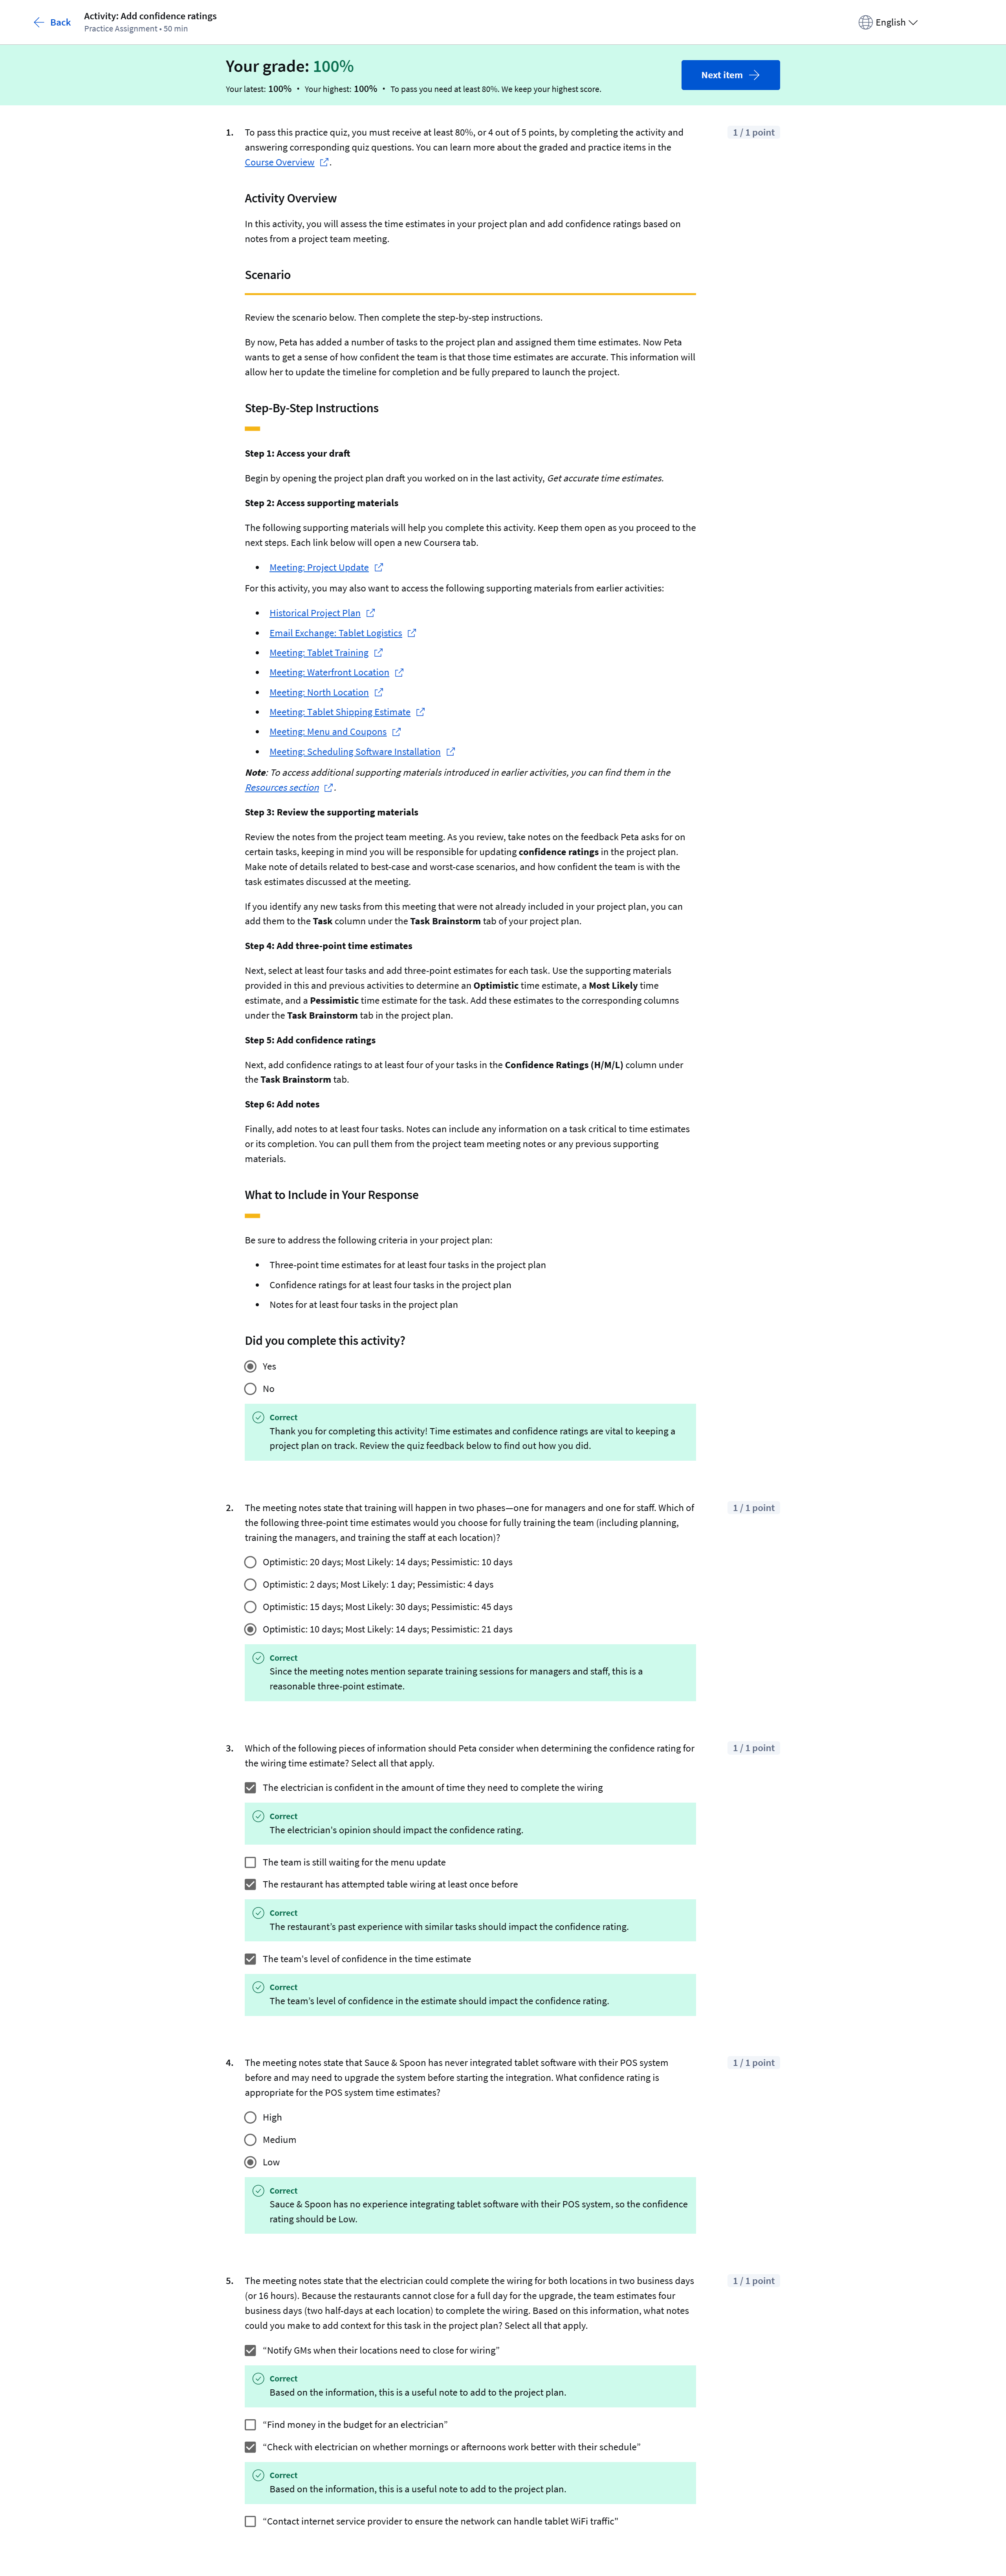 Back
Activity: Add confidence ratings
Practice Assignment • 50 min
English
Your grade: 100%
Your latest: 100% • Your highest: 100% • To pass you need at least 80%. We keep your highest score.
Next item
1. To pass this practice quiz, you must receive at least 80%, or 4 out of 5 points, by completing the activity and
answering corresponding quiz questions. You can learn more about the graded and practice items in the
Course Overview .
1 / 1 point
Activity Overview
In this activity, you will assess the time estimates in your project plan and add confidence ratings based on
notes from a project team meeting.
Scenario
Review the scenario below. Then complete the step-by-step instructions.
By now, Peta has added a number of tasks to the project plan and assigned them time estimates. Now Peta
wants to get a sense of how confident the team is that those time estimates are accurate. This information will
allow her to update the timeline for completion and be fully prepared to launch the project.
Step-By-Step Instructions
Step 1: Access your draft
Begin by opening the project plan draft you worked on in the last activity, Get accurate time estimates.
Step 2: Access supporting materials
The following supporting materials will help you complete this activity. Keep them open as you proceed to the
next steps. Each link below will open a new Coursera tab.
• Meeting: Project Update
For this activity, you may also want to access the following supporting materials from earlier activities:
• Historical Project Plan
• Email Exchange: Tablet Logistics
• Meeting: Tablet Training
• Meeting: Waterfront Location
• Meeting: North Location
• Meeting: Tablet Shipping Estimate
• Meeting: Menu and Coupons
• Meeting: Scheduling Software Installation
Note: To access additional supporting materials introduced in earlier activities, you can find them in the
Resources section .
Step 3: Review the supporting materials
Review the notes from the project team meeting. As you review, take notes on the feedback Peta asks for on
certain tasks, keeping in mind you will be responsible for updating confidence ratings in the project plan.
Make note of details related to best-case and worst-case scenarios, and how confident the team is with the
task estimates discussed at the meeting.
If you identify any new tasks from this meeting that were not already included in your project plan, you can
add them to the Task column under the Task Brainstorm tab of your project plan.
Step 4: Add three-point time estimates
Next, select at least four tasks and add three-point estimates for each task. Use the supporting materials
provided in this and previous activities to determine an Optimistic time estimate, a Most Likely time
estimate, and a Pessimistic time estimate for the task. Add these estimates to the corresponding columns
under the Task Brainstorm tab in the project plan.
Step 5: Add confidence ratings
Next, add confidence ratings to at least four of your tasks in the Confidence Ratings (H/M/L) column under
the Task Brainstorm tab.
Step 6: Add notes
Finally, add notes to at least four tasks. Notes can include any information on a task critical to time estimates
or its completion. You can pull them from the project team meeting notes or any previous supporting
materials.
What to Include in Your Response
Be sure to address the following criteria in your project plan:
• Three-point time estimates for at least four tasks in the project plan
• Confidence ratings for at least four tasks in the project plan
• Notes for at least four tasks in the project plan
Did you complete this activity?
Yes
No
Correct
Thank you for completing this activity! Time estimates and confidence ratings are vital to keeping a
project plan on track. Review the quiz feedback below to find out how you did.
2. The meeting notes state that training will happen in two phases—one for managers and one for staff. Which of
the following three-point time estimates would you choose for fully training the team (including planning,
training the managers, and training the staff at each location)?
1 / 1 point
Optimistic: 20 days; Most Likely: 14 days; Pessimistic: 10 days
Optimistic: 2 days; Most Likely: 1 day; Pessimistic: 4 days
Optimistic: 15 days; Most Likely: 30 days; Pessimistic: 45 days
Optimistic: 10 days; Most Likely: 14 days; Pessimistic: 21 days
Correct
Since the meeting notes mention separate training sessions for managers and staff, this is a
reasonable three-point estimate.
3. Which of the following pieces of information should Peta consider when determining the confidence rating for
the wiring time estimate? Select all that apply.
1 / 1 point
The electrician is confident in the amount of time they need to complete the wiring
Correct
The electrician's opinion should impact the confidence rating.
The team is still waiting for the menu update
The restaurant has attempted table wiring at least once before
Correct
The restaurant’s past experience with similar tasks should impact the confidence rating.
The team's level of confidence in the time estimate
Correct
The team’s level of confidence in the estimate should impact the confidence rating.
4. The meeting notes state that Sauce & Spoon has never integrated tablet software with their POS system
before and may need to upgrade the system before starting the integration. What confidence rating is
appropriate for the POS system time estimates?
1 / 1 point
High
Medium
Low
Correct
Sauce & Spoon has no experience integrating tablet software with their POS system, so the confidence
rating should be Low.
5. The meeting notes state that the electrician could complete the wiring for both locations in two business days
(or 16 hours). Because the restaurants cannot close for a full day for the upgrade, the team estimates four
business days (two half-days at each location) to complete the wiring. Based on this information, what notes
could you make to add context for this task in the project plan? Select all that apply.
1 / 1 point
“Notify GMs when their locations need to close for wiring”
Correct
Based on the information, this is a useful note to add to the project plan.
“Find money in the budget for an electrician”
“Check with electrician on whether mornings or afternoons work better with their schedule”
Correct
Based on the information, this is a useful note to add to the project plan.
“Contact internet service provider to ensure the network can handle tablet WiFi traffic”